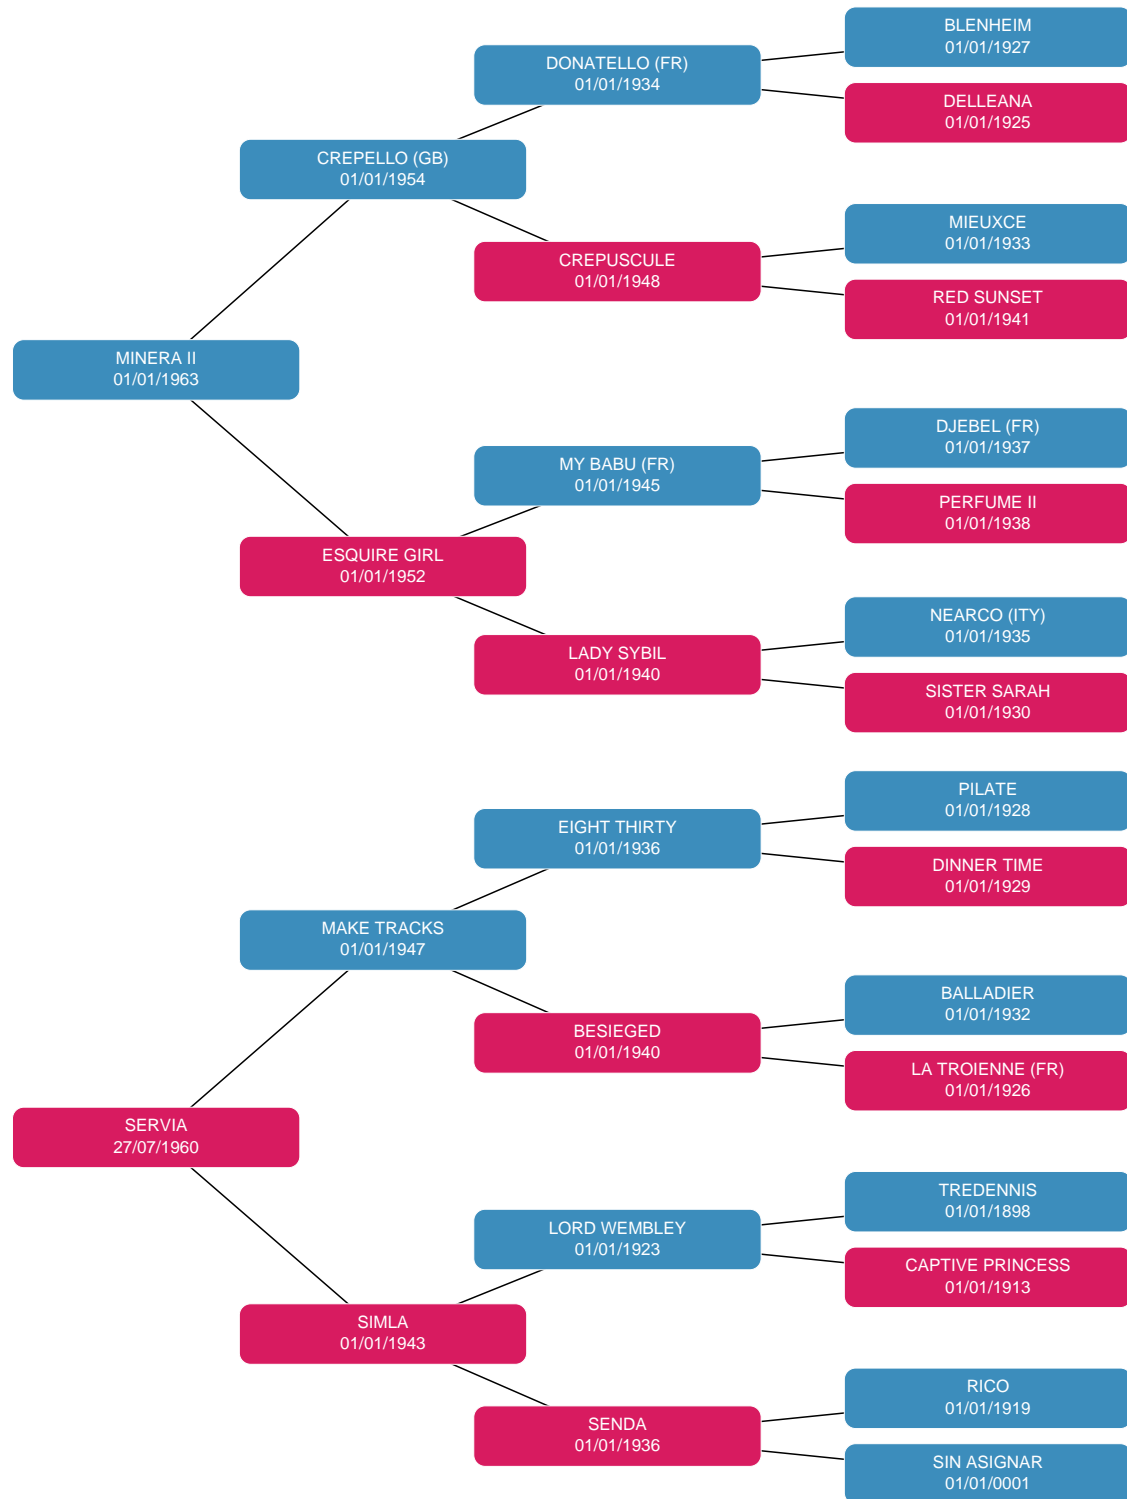 BLENHEIM
01/01/1927
DONATELLO (FR)
01/01/1934
DELLEANA
01/01/1925
CREPELLO (GB)
01/01/1954
MIEUXCE
01/01/1933
CREPUSCULE
01/01/1948
RED SUNSET
01/01/1941
MINERA II
01/01/1963
DJEBEL (FR)
01/01/1937
MY BABU (FR)
01/01/1945
PERFUME II
01/01/1938
ESQUIRE GIRL
01/01/1952
NEARCO (ITY)
01/01/1935
LADY SYBIL
01/01/1940
SISTER SARAH
01/01/1930
PILATE
01/01/1928
EIGHT THIRTY
01/01/1936
DINNER TIME
01/01/1929
MAKE TRACKS
01/01/1947
BALLADIER
01/01/1932
BESIEGED
01/01/1940
LA TROIENNE (FR)
01/01/1926
SERVIA
27/07/1960
TREDENNIS
01/01/1898
LORD WEMBLEY
01/01/1923
CAPTIVE PRINCESS
01/01/1913
SIMLA
01/01/1943
RICO
01/01/1919
SENDA
01/01/1936
SIN ASIGNAR
01/01/0001